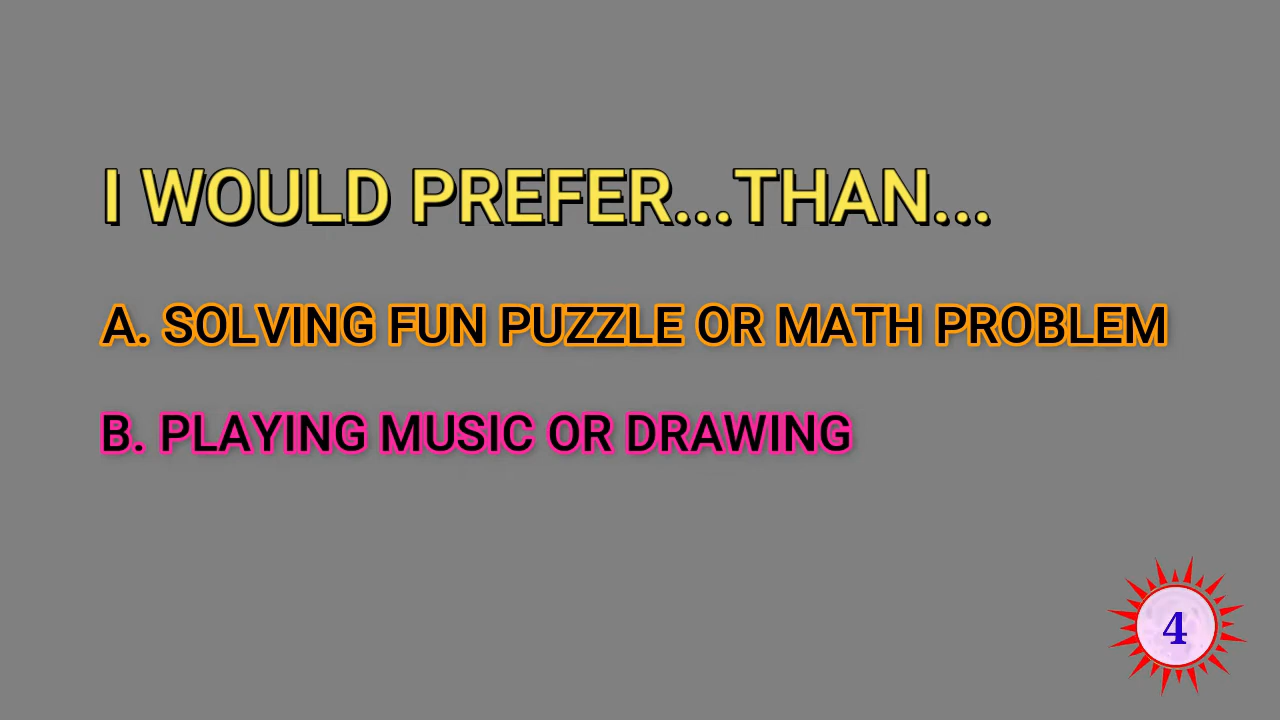 I WOULD PREFER...THAN...
A. SOLVING FUN PUZZLE OR MATH PROBLEM
B. PLAYING MUSIC OR DRAWING
4